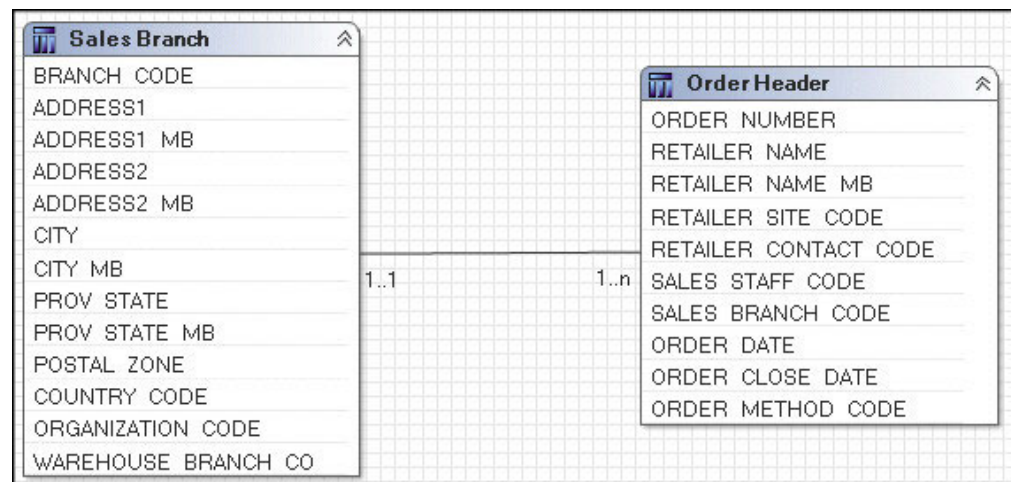 Sales Branch
BRANCH CODE
ADDRESS1
ADDRESS1 MB
ADDRESS2
ADDRESS2 MB
CITY
CITY MB
PROV STATE
PROV STATE MB
POSTAL ZONE
COUNTRY CODE
ORGANIZATION CODE
WAREHOUSE BRANCH CO
1..1
1..n
Order Header
ORDER NUMBER
RETAILER NAME
RETAILER NAME MB
RETAILER SITE CODE
RETAILER CONTACT CODE
SALES STAFF CODE
SALES BRANCH CODE
ORDER DATE
ORDER CLOSE DATE
ORDER METHOD CODE